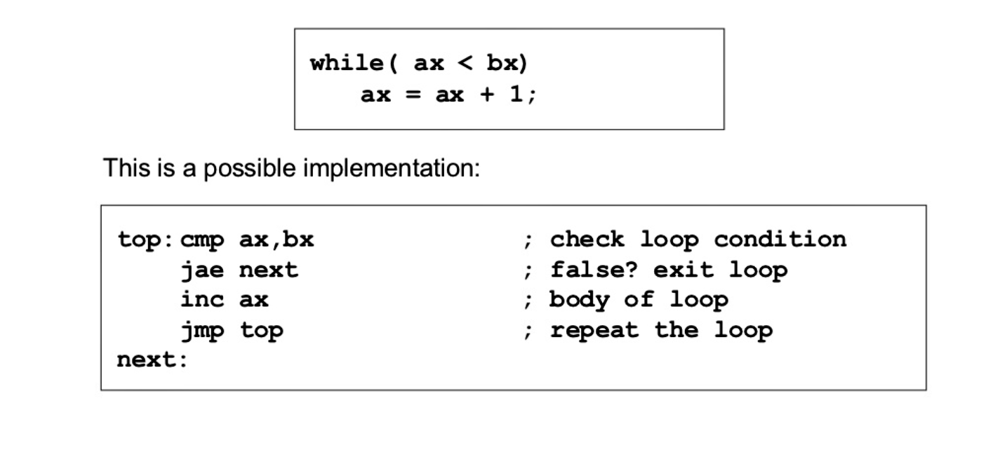 while( ax < bx)
ax = ax + 1;
This is a possible implementation:
top: cmp ax,bx ; check loop condition
jae next ; false? exit loop
inc ax ; body of loop
jmp top ; repeat the loop
next: